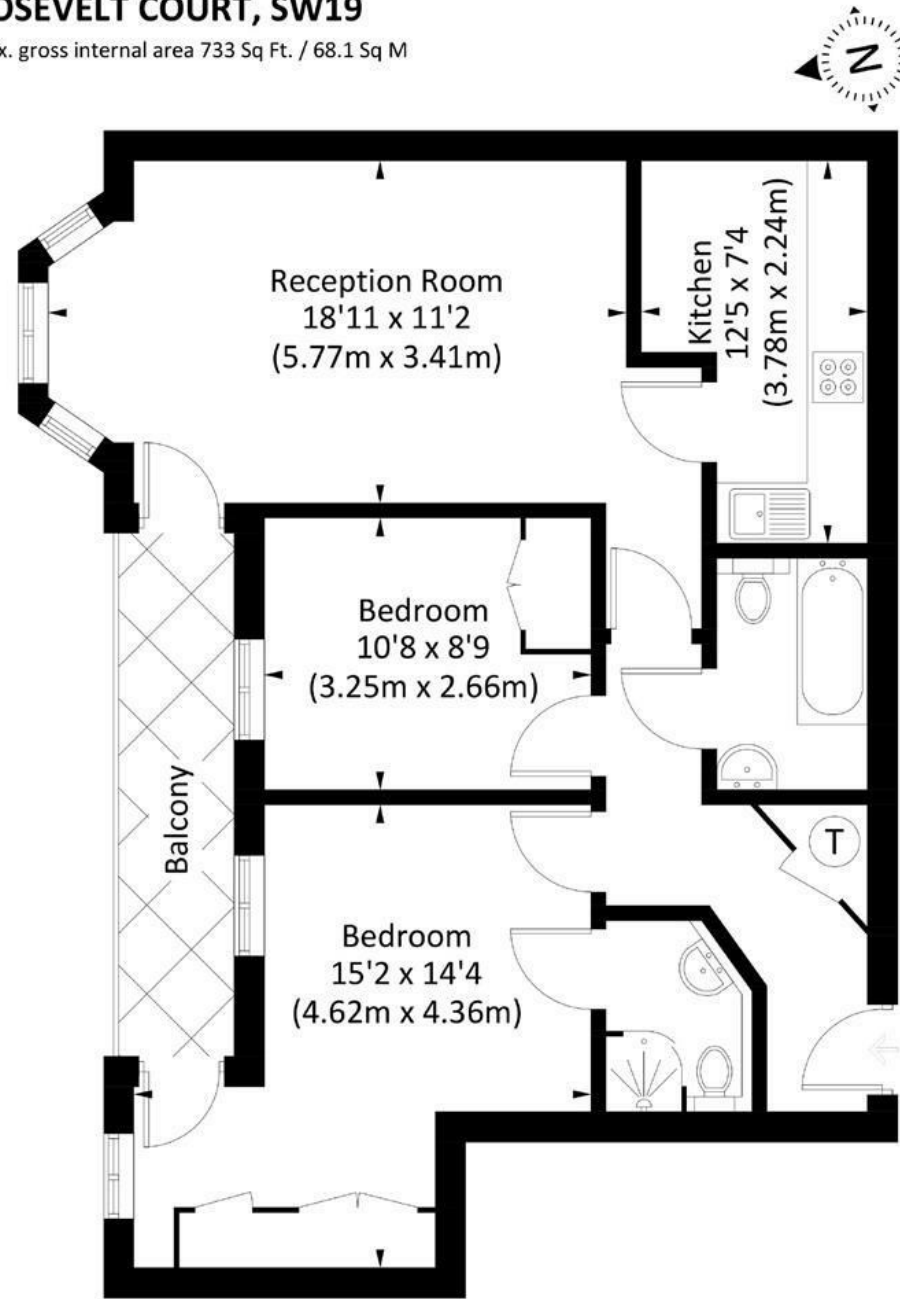 OSEVELT COURT, SW19
x. gross internal area 733 Sq Ft. / 68.1 Sq M
N
Reception Room
18'11 x 11'2
(5.77m x 3.41m)
Kitchen
12'5 x 7'4
(3.78m x 2.24m)
Bedroom
10'8 x 8'9
(3.25m x 2.66m)
Balcony
T
Bedroom
15'2 x 14'4
(4.62m x 4.36m)